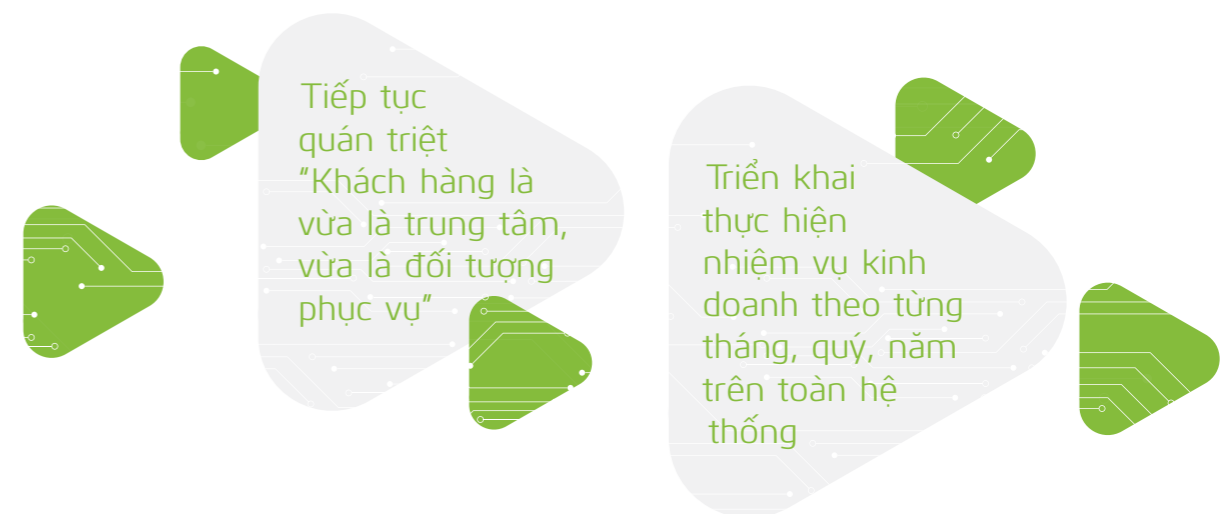 Tiếp tục
quán triệt
"Khách hàng là
vừa là trung tâm,
vừa là đối tượng
phục vụ"
Triển khai
thực hiện
nhiệm vụ kinh
doanh theo từng
tháng, quý, năm
trên toàn hệ
thống